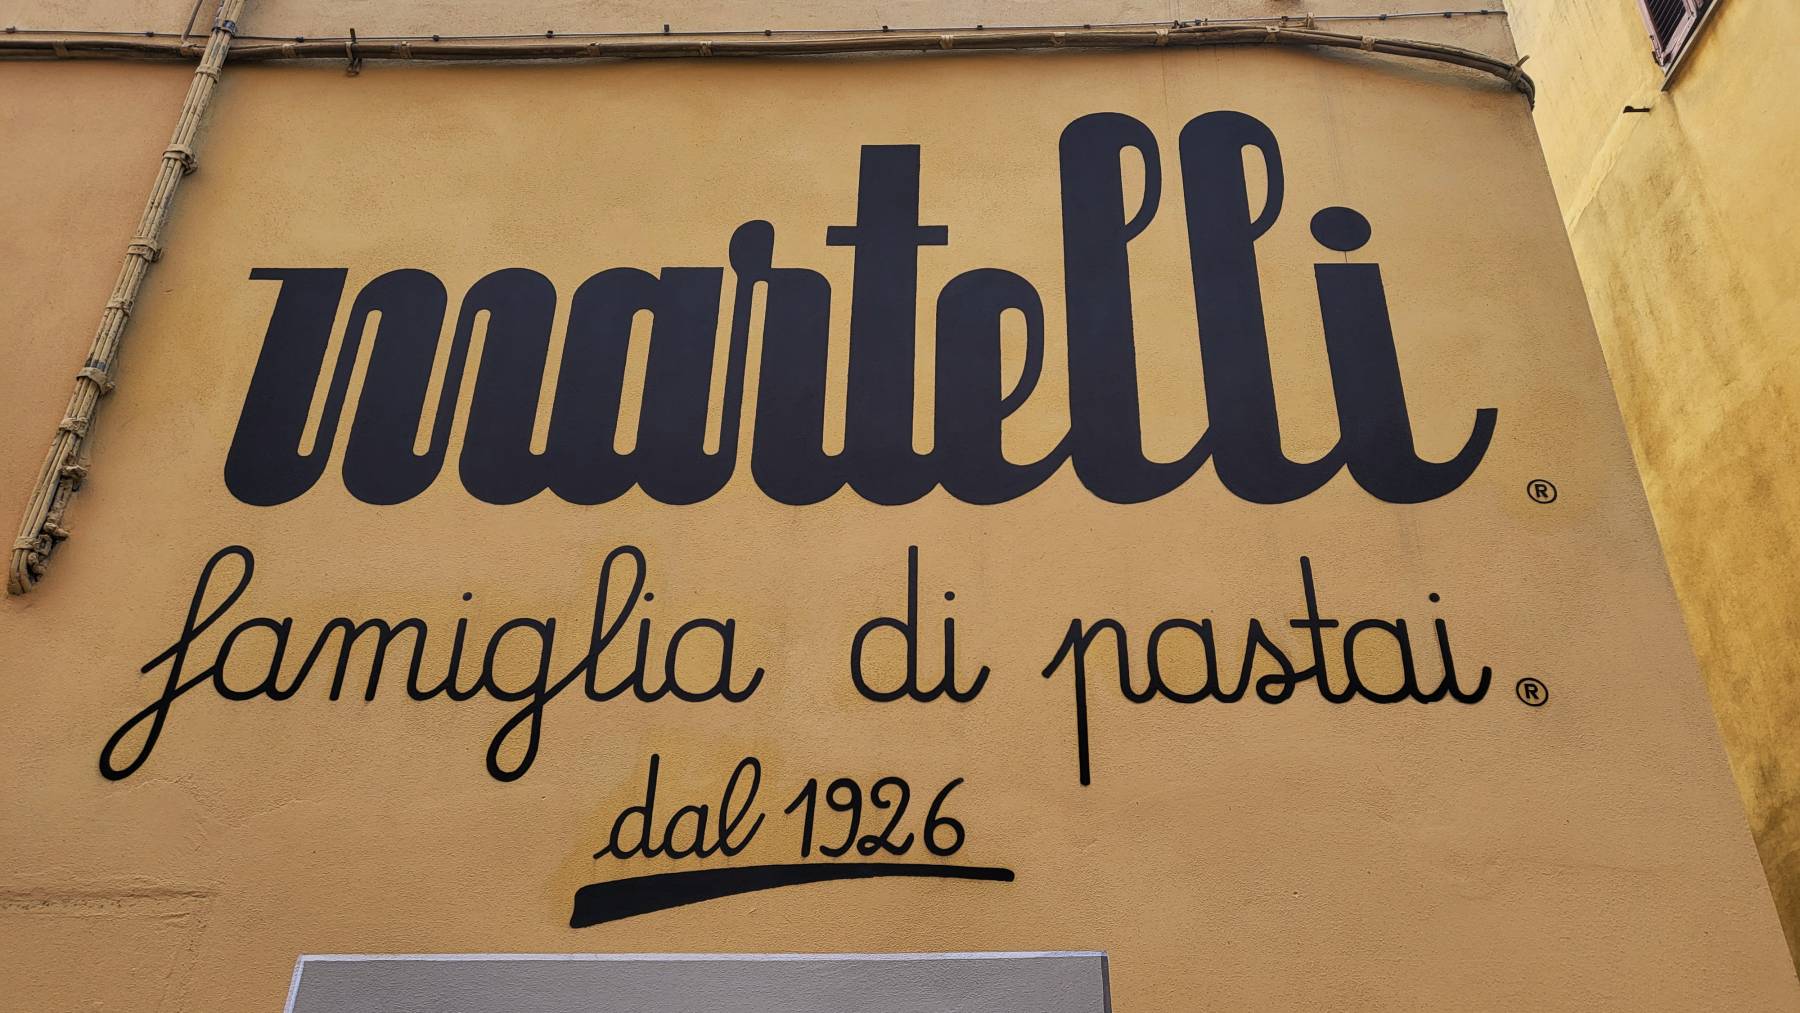 martelli ®
famiglia di pastai ®
dal 1926